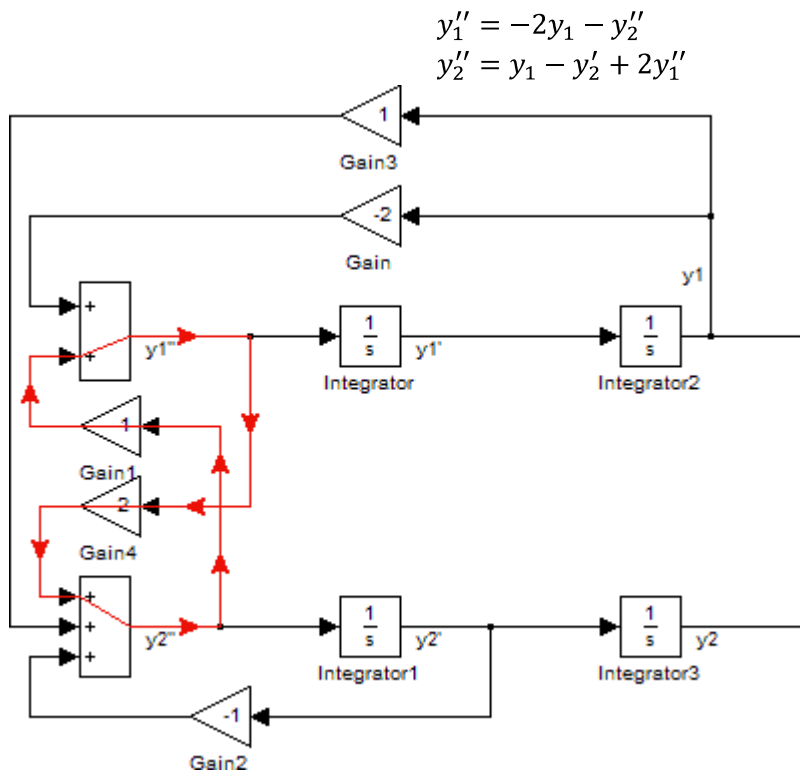 y₁′′ = −2y₁ − y₂′′
y₂′′ = y₁ − y₂′ + 2y₁′′
1
Gain3
-2
Gain
y1
+
+
y1''
1/s
Integrator
y1'
1/s
Integrator2
1
Gain1
2
Gain4
+
+
+
y2''
1/s
Integrator1
y2'
1/s
Integrator3
y2
-1
Gain2